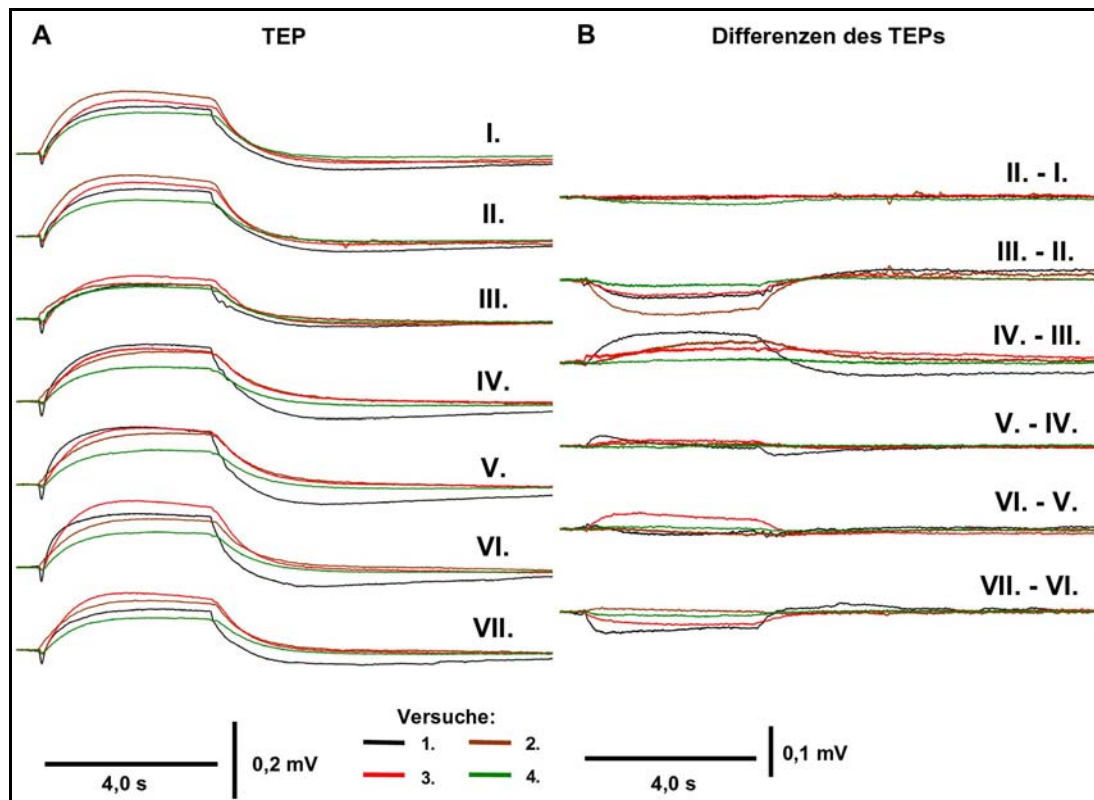 A
TEP
I.
II.
III.
IV.
V.
VI.
VII.
B
Differenzen des TEPs
II. - I.
III. - II.
IV. - III.
V. - IV.
VI. - V.
VII. - VI.
4,0 s
0,2 mV
Versuche:
1. 2.
3. 4.
4,0 s
0,1 mV